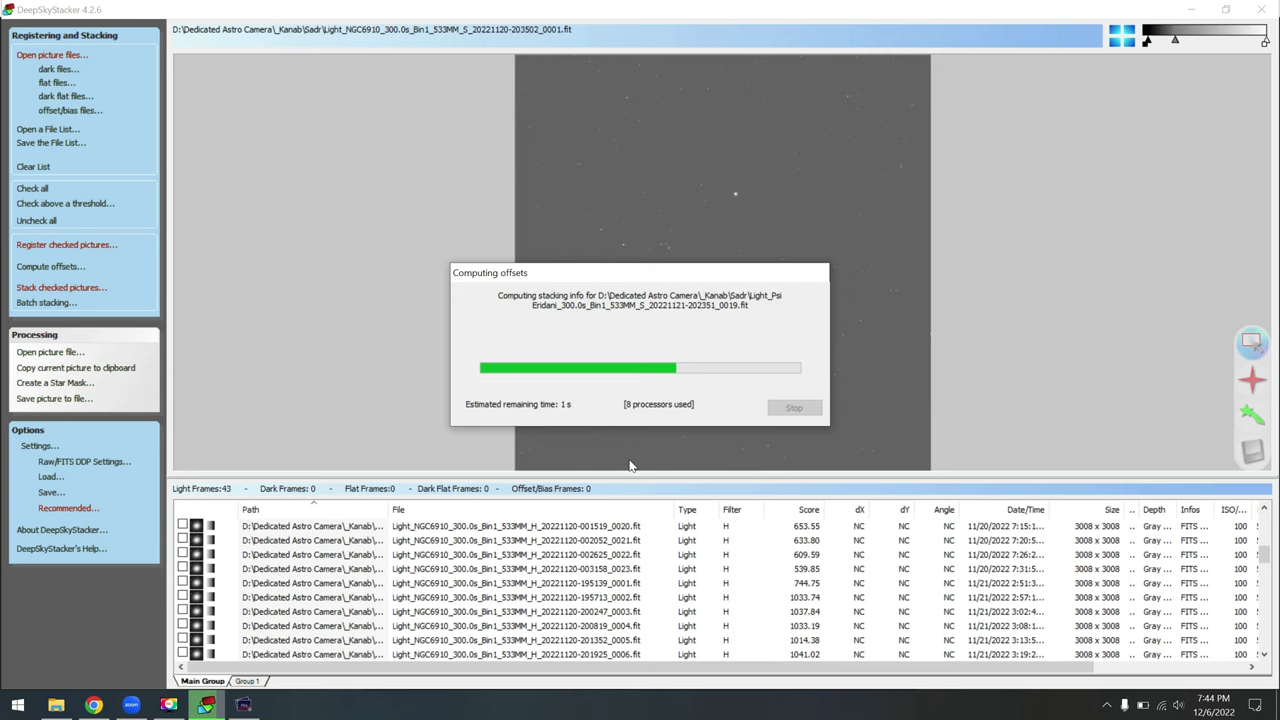 DeepSkyStacker 4.2.6
Registering and Stacking
Open picture files...
dark files...
flat files...
dark flat files...
offset/bias files...
Open a File List...
Save the File List...
Clear List
Check all
Check above a threshold...
Uncheck all
Register checked pictures...
Compute offsets...
Stack checked pictures...
Batch stacking...
Processing
Open picture file...
Copy current picture to clipboard
Create a Star Mask...
Save picture to file...
Options
Settings...
Raw/FITS DDP Settings...
Load...
Save...
Recommended...
About DeepSkyStacker...
DeepSkyStacker's Help...
D:\Dedicated Astro Camera\_Kanab\Sadr\Light_NGC6910_300.0s_Bin1_533MM_S_20221120-203502_0001.fit
Computing offsets
Computing stacking info for D:\Dedicated Astro Camera\_Kanab\Sadr\Light_Psi
Eridani_300.0s_Bin1_533MM_S_20221121-202351_0019.fit
Estimated remaining time: 1 s [8 processors used] Stop
Light Frames:43 Dark Frames: 0 Flat Frames:0 Dark Flat Frames: 0 Offset/Bias Frames: 0
Path File Type Filter Score dX dY Angle Date/Time Size .. Depth Infos ISO/...
D:\Dedicated Astro Camera\_Kanab\... Light_NGC6910_300.0s_Bin1_533MM_H_20221120-001519_0020.fit Light H 653.55 NC NC NC 11/20/2022 7:15:1... 3008 x 3008 Gray ... FITS ... 100
D:\Dedicated Astro Camera\_Kanab\... Light_NGC6910_300.0s_Bin1_533MM_H_20221120-002052_0021.fit Light H 633.80 NC NC NC 11/20/2022 7:20:5... 3008 x 3008 Gray ... FITS ... 100
D:\Dedicated Astro Camera\_Kanab\... Light_NGC6910_300.0s_Bin1_533MM_H_20221120-002625_0022.fit Light H 609.59 NC NC NC 11/20/2022 7:26:2... 3008 x 3008 Gray ... FITS ... 100
D:\Dedicated Astro Camera\_Kanab\... Light_NGC6910_300.0s_Bin1_533MM_H_20221120-003158_0023.fit Light H 539.85 NC NC NC 11/20/2022 7:31:5... 3008 x 3008 Gray ... FITS ... 100
D:\Dedicated Astro Camera\_Kanab\... Light_NGC6910_300.0s_Bin1_533MM_H_20221120-195139_0001.fit Light H 744.75 NC NC NC 11/21/2022 2:51:3... 3008 x 3008 Gray ... FITS ... 100
D:\Dedicated Astro Camera\_Kanab\... Light_NGC6910_300.0s_Bin1_533MM_H_20221120-195713_0002.fit Light H 1033.74 NC NC NC 11/21/2022 2:57:1... 3008 x 3008 Gray ... FITS ... 100
D:\Dedicated Astro Camera\_Kanab\... Light_NGC6910_300.0s_Bin1_533MM_H_20221120-200247_0003.fit Light H 1037.84 NC NC NC 11/21/2022 3:02:4... 3008 x 3008 Gray ... FITS ... 100
D:\Dedicated Astro Camera\_Kanab\... Light_NGC6910_300.0s_Bin1_533MM_H_20221120-200819_0004.fit Light H 1033.19 NC NC NC 11/21/2022 3:08:1... 3008 x 3008 Gray ... FITS ... 100
D:\Dedicated Astro Camera\_Kanab\... Light_NGC6910_300.0s_Bin1_533MM_H_20221120-201352_0005.fit Light H 1014.38 NC NC NC 11/21/2022 3:13:5... 3008 x 3008 Gray ... FITS ... 100
D:\Dedicated Astro Camera\_Kanab\... Light_NGC6910_300.0s_Bin1_533MM_H_20221120-201925_0006.fit Light H 1041.02 NC NC NC 11/21/2022 3:19:2... 3008 x 3008 Gray ... FITS ... 100
Main Group Group 1
7:44 PM
12/6/2022